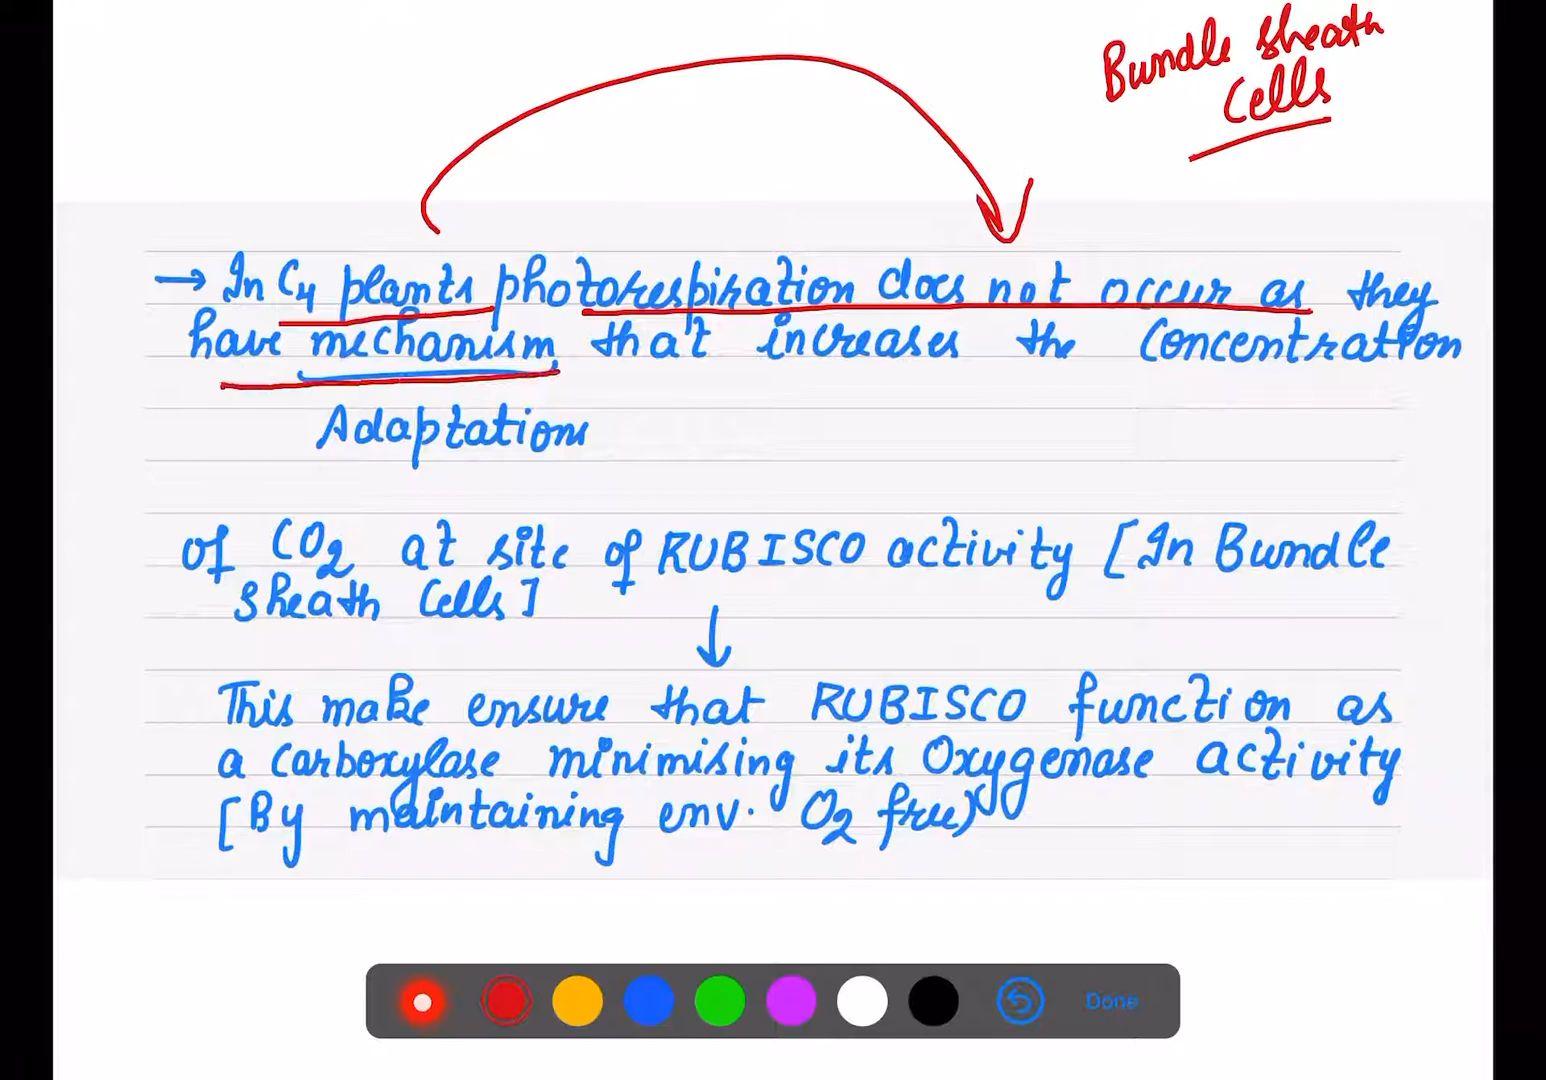 Bundle sheath
Cells
→ In C4 plants photorespiration does not occur as they
have mechanism that increases the concentration
Adaptations
of CO2 at site of RUBISCO activity [In Bundle
sheath cells]
↓
This make ensure that RUBISCO function as
a carboxylase minimising its Oxygenase activity
[By maintaining env. O2 free)
Done